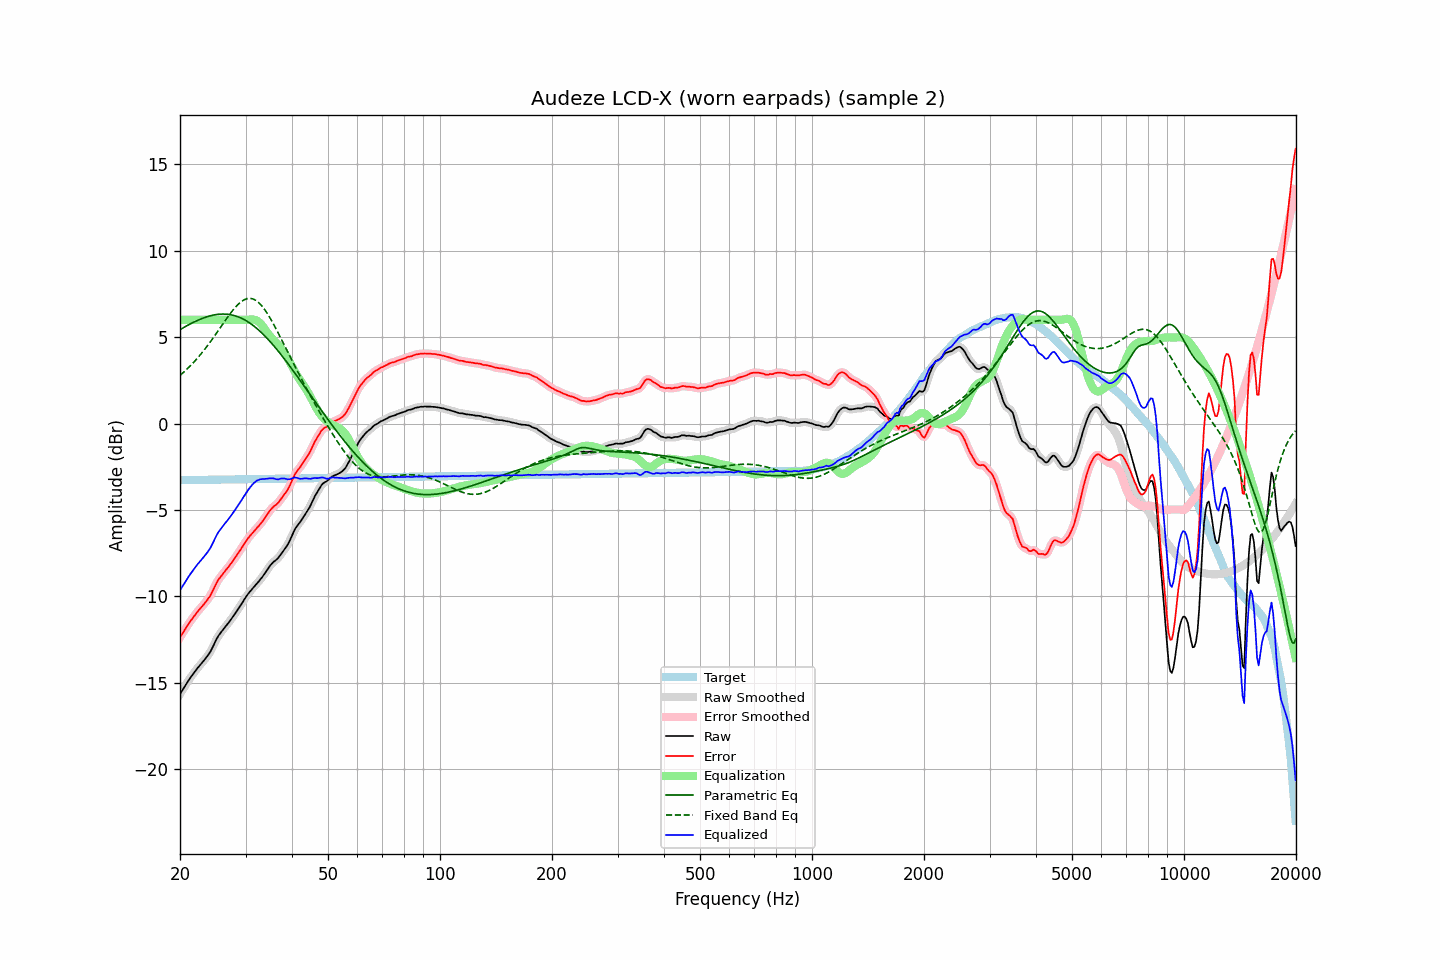 Audeze LCD-X (worn earpads) (sample 2)
Amplitude (dBr)
15
10
5
0
−5
−10
−15
−20
Target
Raw Smoothed
Error Smoothed
Raw
Error
Equalization
Parametric Eq
Fixed Band Eq
Equalized
20 50 100 200 500 1000 2000 5000 10000 20000
Frequency (Hz)